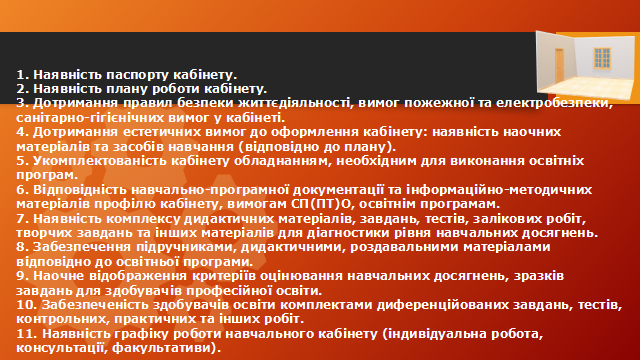 1. Наявність паспорту кабінету.
2. Наявність плану роботи кабінету.
3. Дотримання правил безпеки життєдіяльності, вимог пожежної та електробезпеки,
санітарно-гігієнічних вимог у кабінеті.
4. Дотримання естетичних вимог до оформлення кабінету: наявність наочних
матеріалів та засобів навчання (відповідно до плану).
5. Укомплектованість кабінету обладнанням, необхідним для виконання освітніх
програм.
6. Відповідність навчально-програмної документації та інформаційно-методичних
матеріалів профілю кабінету, вимогам СП(ПТ)О, освітнім програмам.
7. Наявність комплексу дидактичних матеріалів, завдань, тестів, залікових робіт,
творчих завдань та інших матеріалів для діагностики рівня навчальних досягнень.
8. Забезпечення підручниками, дидактичними, роздавальними матеріалами
відповідно до освітньої програми.
9. Наочне відображення критеріїв оцінювання навчальних досягнень, зразків
завдань для здобувачів професійної освіти.
10. Забезпеченість здобувачів освіти комплектами диференційованих завдань, тестів,
контрольних, практичних та інших робіт.
11. Наявність графіку роботи навчального кабінету (індивідуальна робота,
консультації, факультативи).